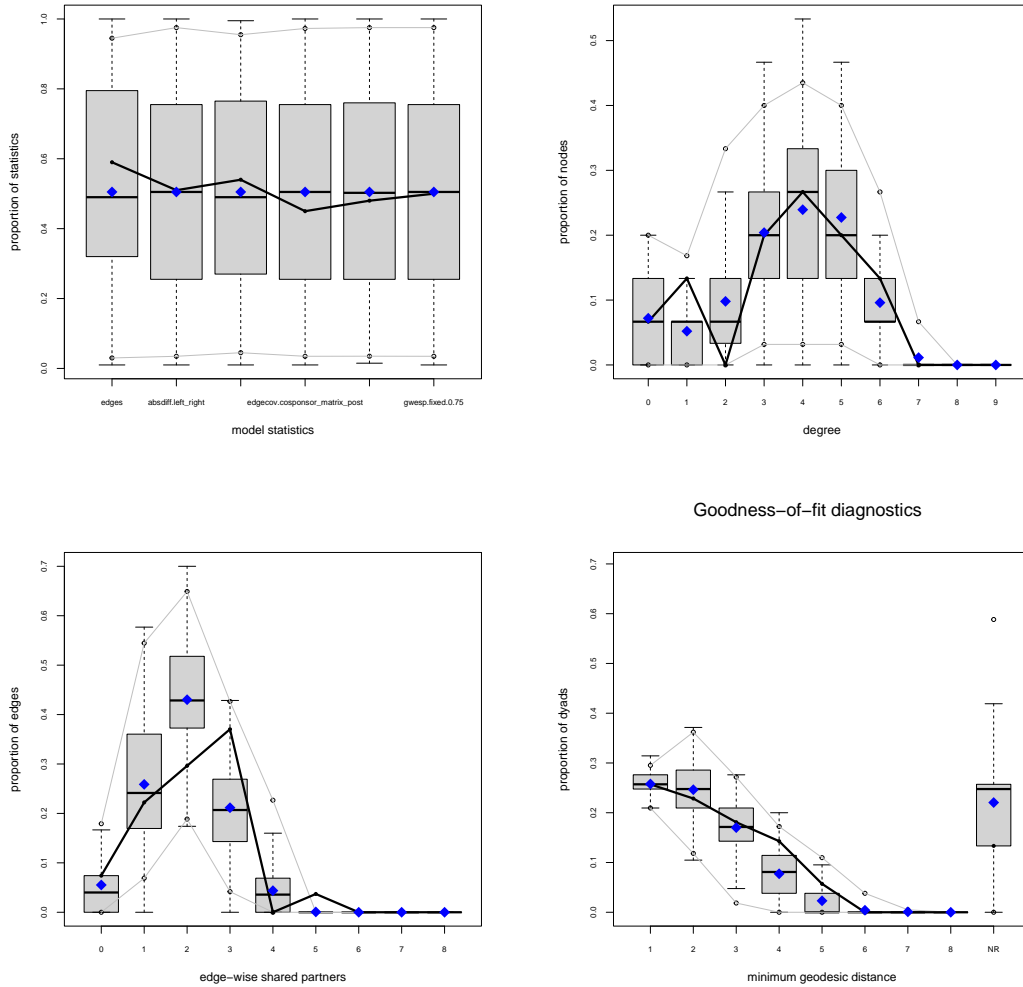 proportion of statistics
1.0
0.8
0.6
0.4
0.2
0.0
edges absdiff.left_right edgecov.cosponsor_matrix_post gwesp.fixed.0.75
model statistics
proportion of nodes
0.5
0.4
0.3
0.2
0.1
0.0
0 1 2 3 4 5 6 7 8 9
degree
Goodness−of−fit diagnostics
proportion of edges
0.7
0.6
0.5
0.4
0.3
0.2
0.1
0.0
0 1 2 3 4 5 6 7 8
edge−wise shared partners
proportion of dyads
0.7
0.6
0.5
0.4
0.3
0.2
0.1
0.0
1 2 3 4 5 6 7 8 NR
minimum geodesic distance